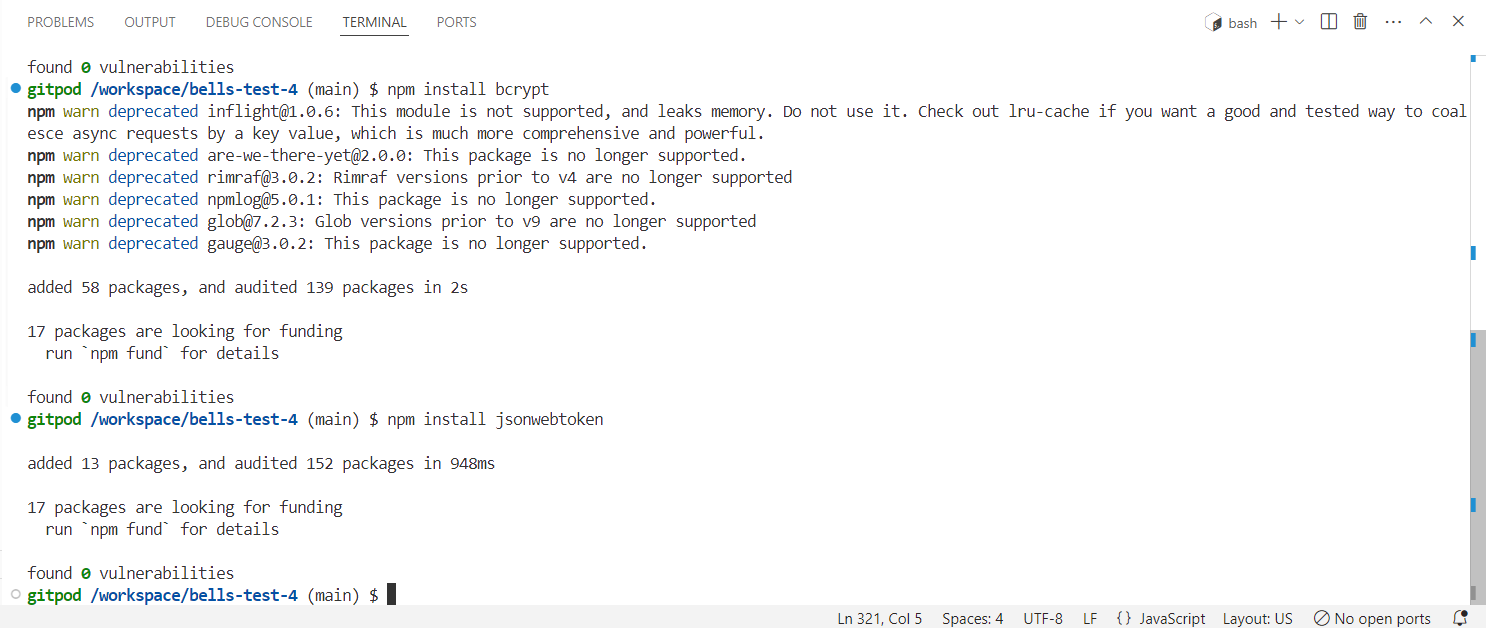 PROBLEMS OUTPUT DEBUG CONSOLE TERMINAL PORTS bash
found 0 vulnerabilities
gitpod /workspace/bells-test-4 (main) $ npm install bcrypt
npm warn deprecated inflight@1.0.6: This module is not supported, and leaks memory. Do not use it. Check out lru-cache if you want a good and tested way to coal
esce async requests by a key value, which is much more comprehensive and powerful.
npm warn deprecated are-we-there-yet@2.0.0: This package is no longer supported.
npm warn deprecated rimraf@3.0.2: Rimraf versions prior to v4 are no longer supported
npm warn deprecated npmlog@5.0.1: This package is no longer supported.
npm warn deprecated glob@7.2.3: Glob versions prior to v9 are no longer supported
npm warn deprecated gauge@3.0.2: This package is no longer supported.
added 58 packages, and audited 139 packages in 2s
17 packages are looking for funding
  run `npm fund` for details
found 0 vulnerabilities
gitpod /workspace/bells-test-4 (main) $ npm install jsonwebtoken
added 13 packages, and audited 152 packages in 948ms
17 packages are looking for funding
  run `npm fund` for details
found 0 vulnerabilities
gitpod /workspace/bells-test-4 (main) $
Ln 321, Col 5 Spaces: 4 UTF-8 LF {} JavaScript Layout: US No open ports